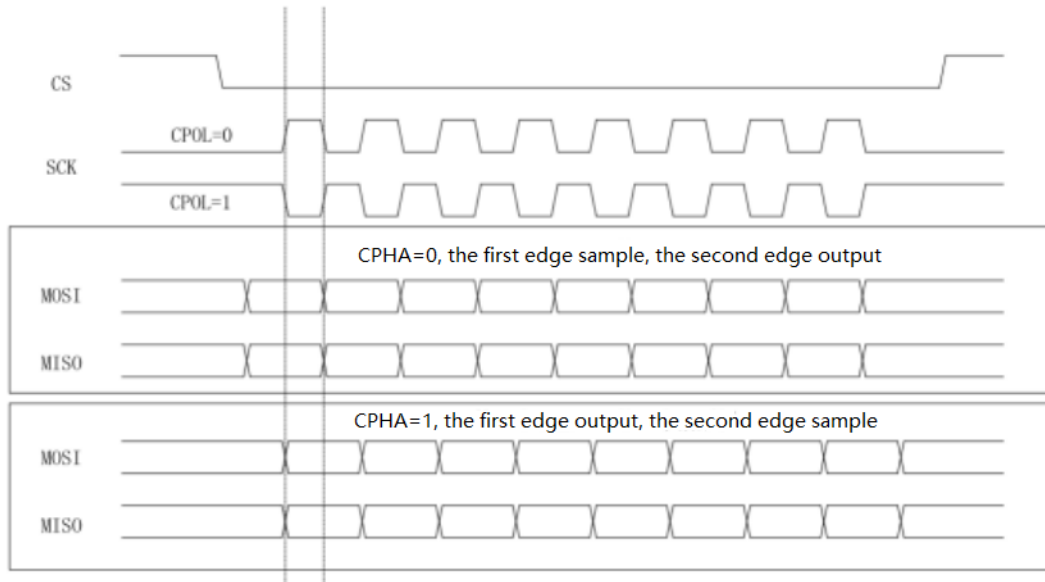 CS
CPOL=0
SCK
CPOL=1
CPHA=0, the first edge sample, the second edge output
MOSI
MISO
CPHA=1, the first edge output, the second edge sample
MOSI
MISO